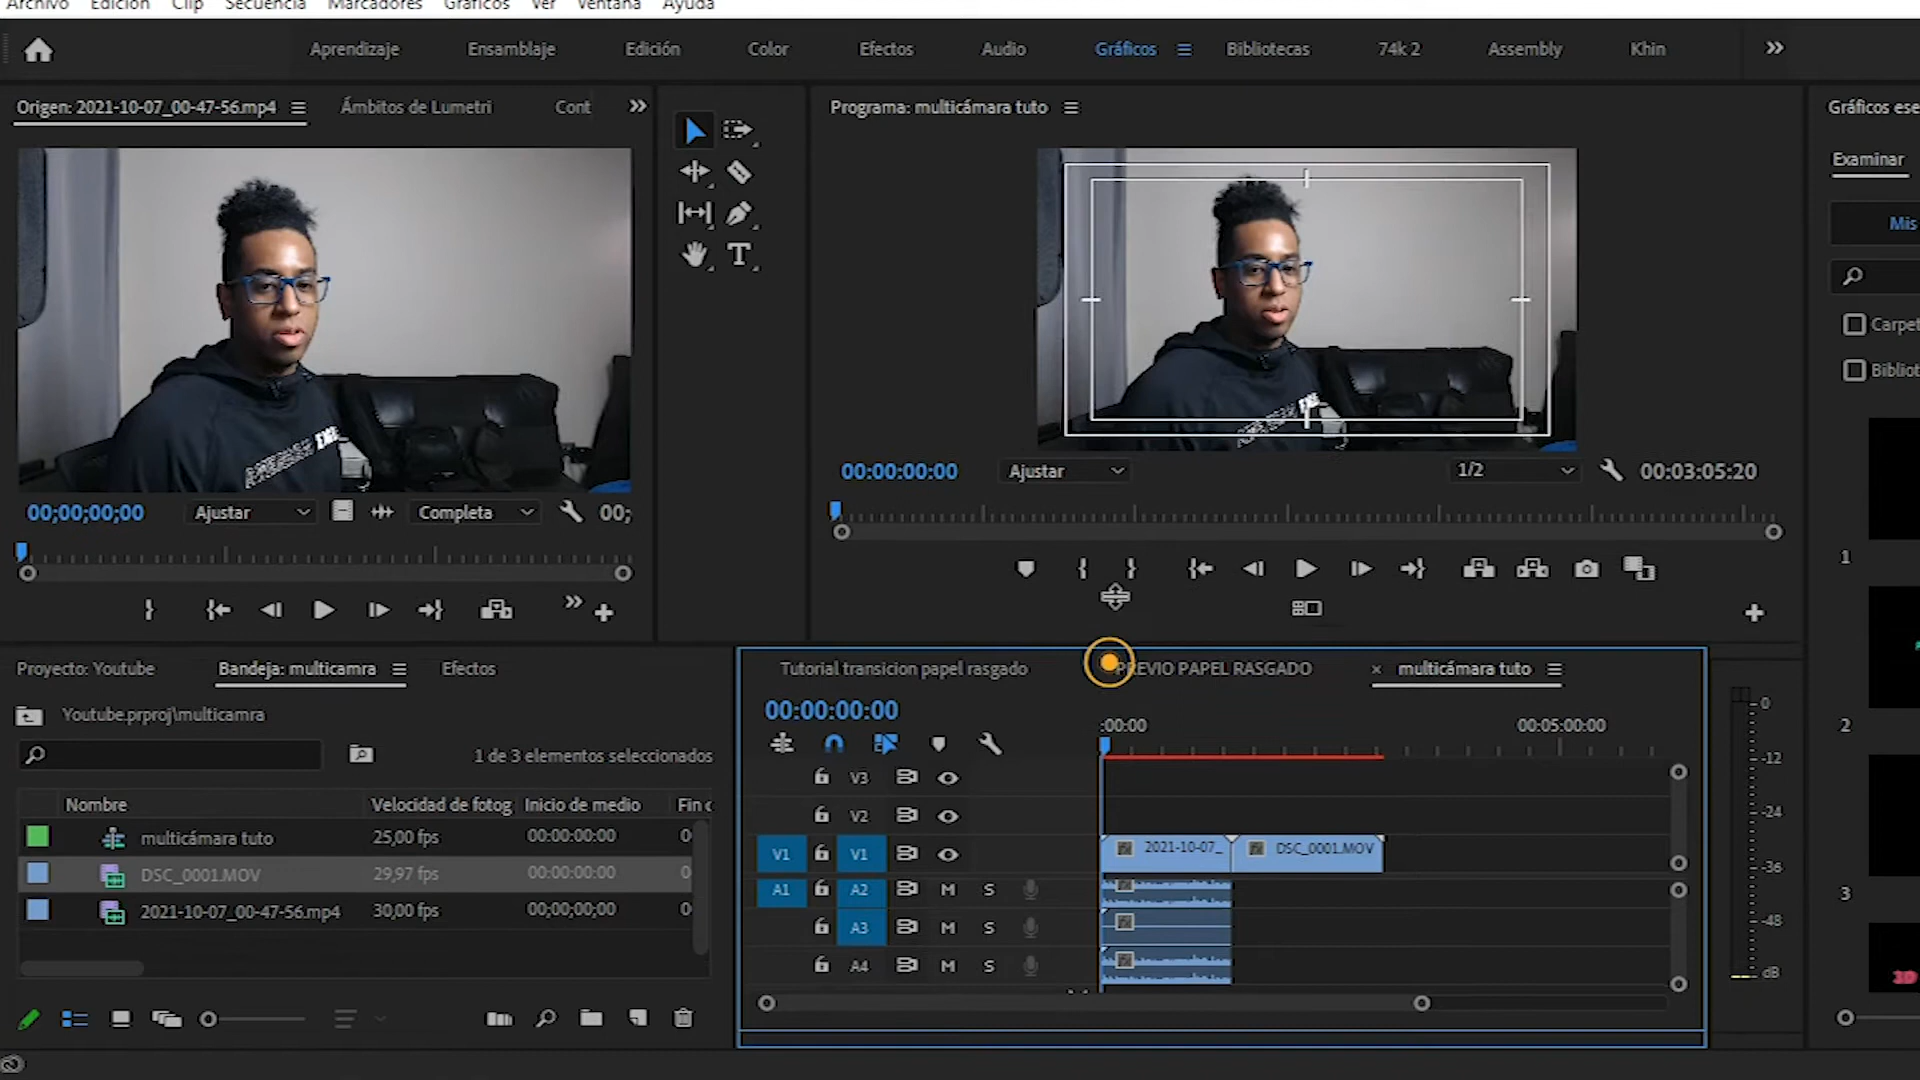 Archivo Edición Clip Secuencia Marcadores Gráficos Ver Ventana Ayuda
Aprendizaje Ensamblaje Edición Color Efectos Audio Gráficos Bibliotecas 74k 2 Assembly Khin
Origen: 2021-10-07_00-47-56.mp4 Ámbitos de Lumetri Cont
Programa: multicámara tuto
Gráficos ese
Examinar
Mis
Carpet
Bibliot
00;00;00;00 Ajustar Completa 00;
00:00:00:00 Ajustar 1/2 00:03:05:20
1
2
3
3D
Proyecto: Youtube Bandeja: multicamra Efectos
Youtube.prproj\multicamra
1 de 3 elementos seleccionados
Nombre Velocidad de fotog Inicio de medio Fin
multicámara tuto 25,00 fps 00:00:00:00 0
DSC_0001.MOV 29,97 fps 00:00:00:00 0
2021-10-07_00-47-56.mp4 30,00 fps 00;00;00;00 0
Tutorial transicion papel rasgado PREVIO PAPEL RASGADO × multicámara tuto
00:00:00:00
:00:00 00:05:00:00
V3
V2
V1 V1 fx 2021-10-07_ fx DSC_0001.MOV
A1 A2 M S fx
A3 M S fx
A4 M S fx
0
-12
-24
-36
-48
dB